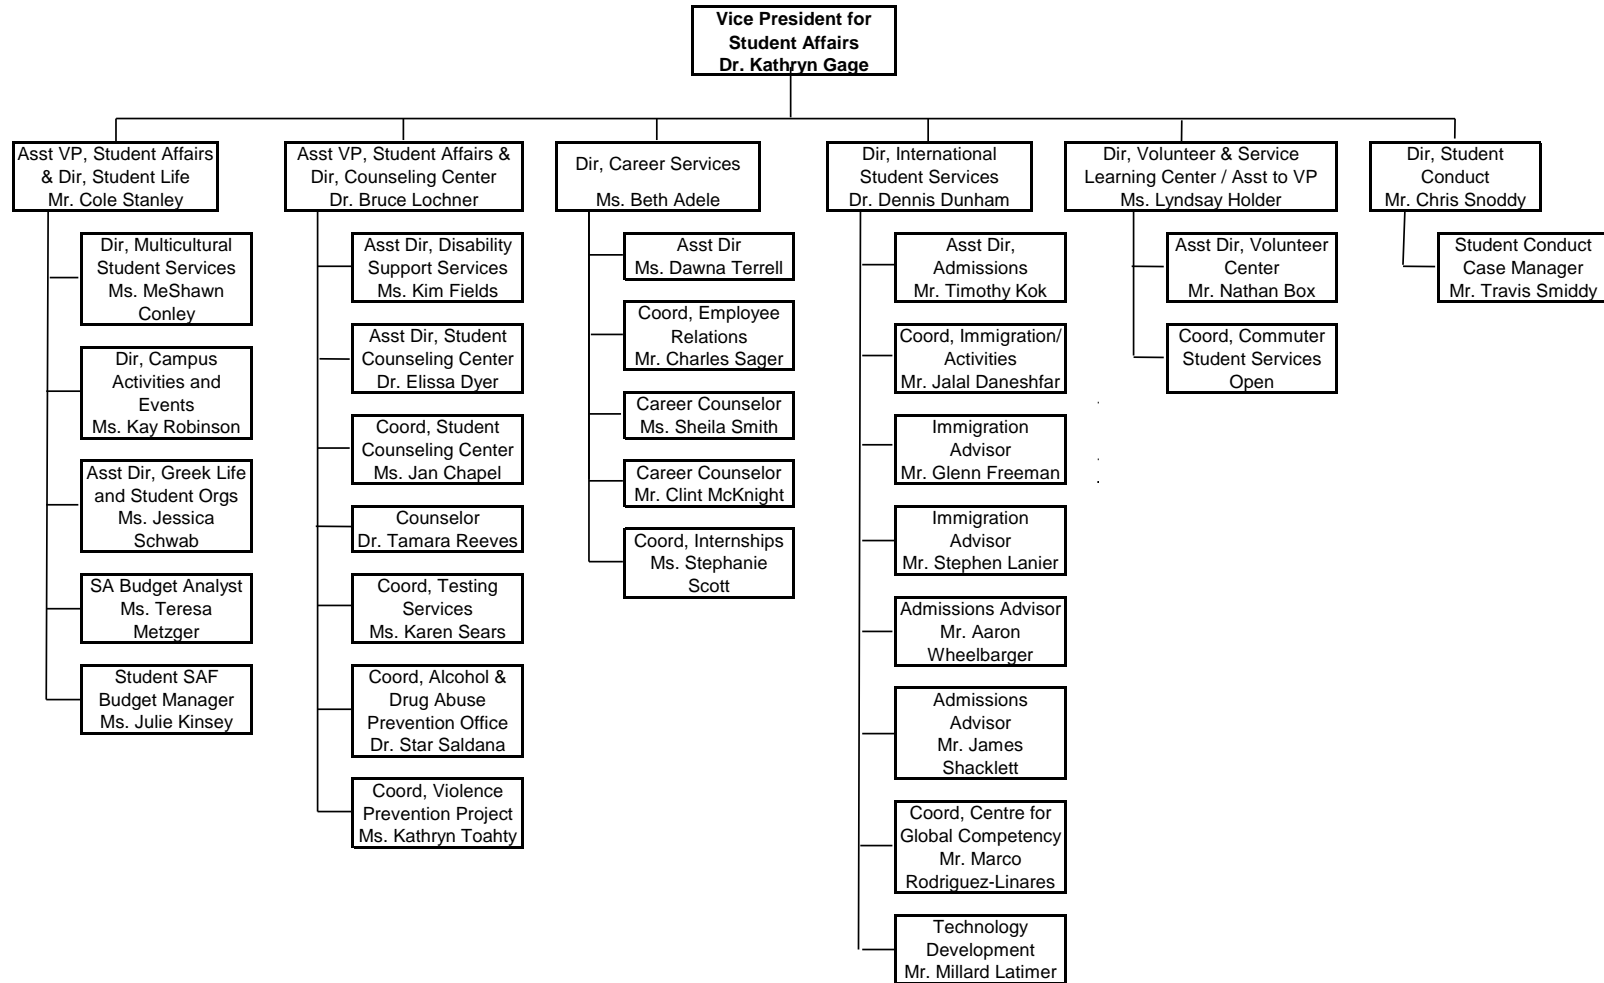 Vice President for
Student Affairs
Dr. Kathryn Gage
Asst VP, Student Affairs
& Dir, Student Life
Mr. Cole Stanley
Dir, Multicultural
Student Services
Ms. MeShawn
Conley
Dir, Campus
Activities and
Events
Ms. Kay Robinson
Asst Dir, Greek Life
and Student Orgs
Ms. Jessica
Schwab
SA Budget Analyst
Ms. Teresa
Metzger
Student SAF
Budget Manager
Ms. Julie Kinsey
Asst VP, Student Affairs &
Dir, Counseling Center
Dr. Bruce Lochner
Asst Dir, Disability
Support Services
Ms. Kim Fields
Asst Dir, Student
Counseling Center
Dr. Elissa Dyer
Coord, Student
Counseling Center
Ms. Jan Chapel
Counselor
Dr. Tamara Reeves
Coord, Testing
Services
Ms. Karen Sears
Coord, Alcohol &
Drug Abuse
Prevention Office
Dr. Star Saldana
Coord, Violence
Prevention Project
Ms. Kathryn Toahty
Dir, Career Services
Ms. Beth Adele
Asst Dir
Ms. Dawna Terrell
Coord, Employee
Relations
Mr. Charles Sager
Career Counselor
Ms. Sheila Smith
Career Counselor
Mr. Clint McKnight
Coord, Internships
Ms. Stephanie
Scott
Dir, International
Student Services
Dr. Dennis Dunham
Asst Dir,
Admissions
Mr. Timothy Kok
Coord, Immigration/
Activities
Mr. Jalal Daneshfar
Immigration
Advisor
Mr. Glenn Freeman
Immigration
Advisor
Mr. Stephen Lanier
Admissions Advisor
Mr. Aaron
Wheelbarger
Admissions
Advisor
Mr. James
Shacklett
Coord, Centre for
Global Competency
Mr. Marco
Rodriguez-Linares
Technology
Development
Mr. Millard Latimer
Dir, Volunteer & Service
Learning Center / Asst to VP
Ms. Lyndsay Holder
Asst Dir, Volunteer
Center
Mr. Nathan Box
Coord, Commuter
Student Services
Open
Dir, Student
Conduct
Mr. Chris Snoddy
Student Conduct
Case Manager
Mr. Travis Smiddy